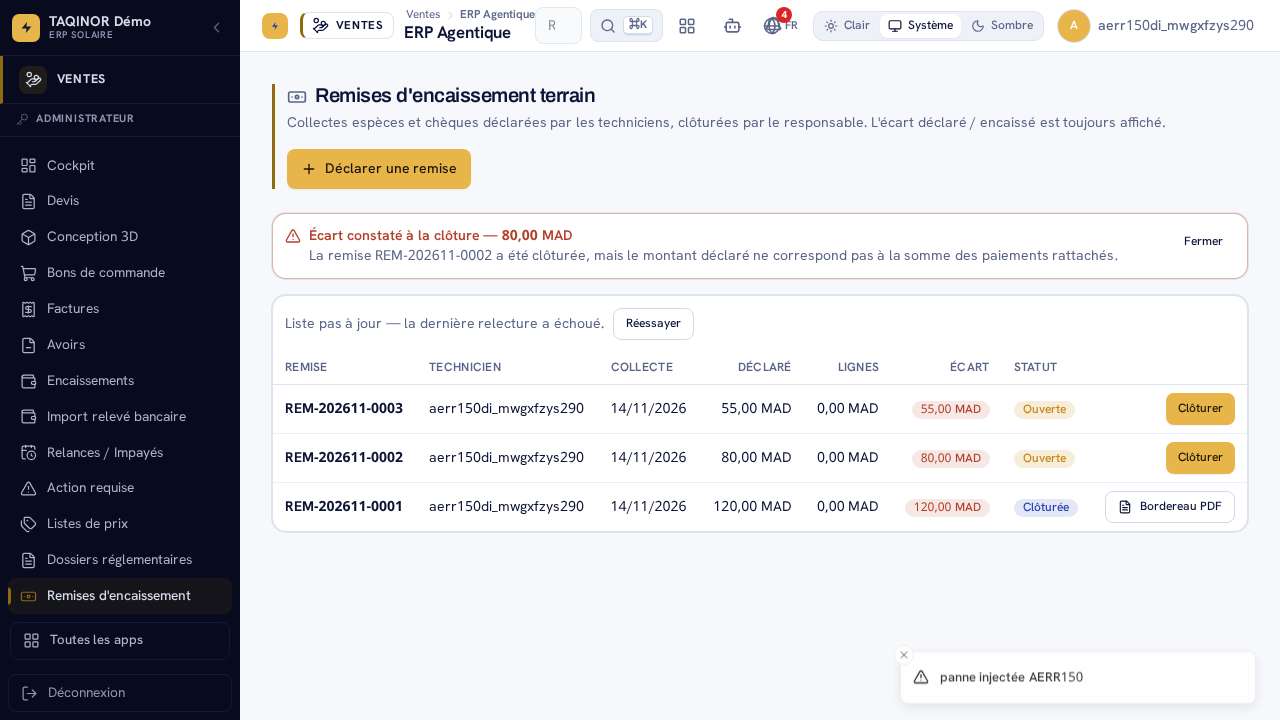 TAQINOR Démo
ERP SOLAIRE
VENTES
ADMINISTRATEUR
Cockpit
Devis
Conception 3D
Bons de commande
Factures
Avoirs
Encaissements
Import relevé bancaire
Relances / Impayés
Action requise
Listes de prix
Dossiers réglementaires
Remises d'encaissement
Toutes les apps
Déconnexion
VENTES
Ventes > ERP Agentique
ERP Agentique
R
⌘K
4
FR
Clair
Système
Sombre
A
aerr150di_mwgxfzys290
Remises d'encaissement terrain
Collectes espèces et chèques déclarées par les techniciens, clôturées par le responsable. L'écart déclaré / encaissé est toujours affiché.
+ Déclarer une remise
Écart constaté à la clôture — 80,00 MAD
La remise REM-202611-0002 a été clôturée, mais le montant déclaré ne correspond pas à la somme des paiements rattachés.
Fermer
Liste pas à jour — la dernière relecture a échoué. Réessayer
REMISE TECHNICIEN COLLECTE DÉCLARÉ LIGNES ÉCART STATUT
REM-202611-0003 aerr150di_mwgxfzys290 14/11/2026 55,00 MAD 0,00 MAD 55,00 MAD Ouverte Clôturer
REM-202611-0002 aerr150di_mwgxfzys290 14/11/2026 80,00 MAD 0,00 MAD 80,00 MAD Ouverte Clôturer
REM-202611-0001 aerr150di_mwgxfzys290 14/11/2026 120,00 MAD 0,00 MAD 120,00 MAD Clôturée Bordereau PDF
panne injectée AERR150